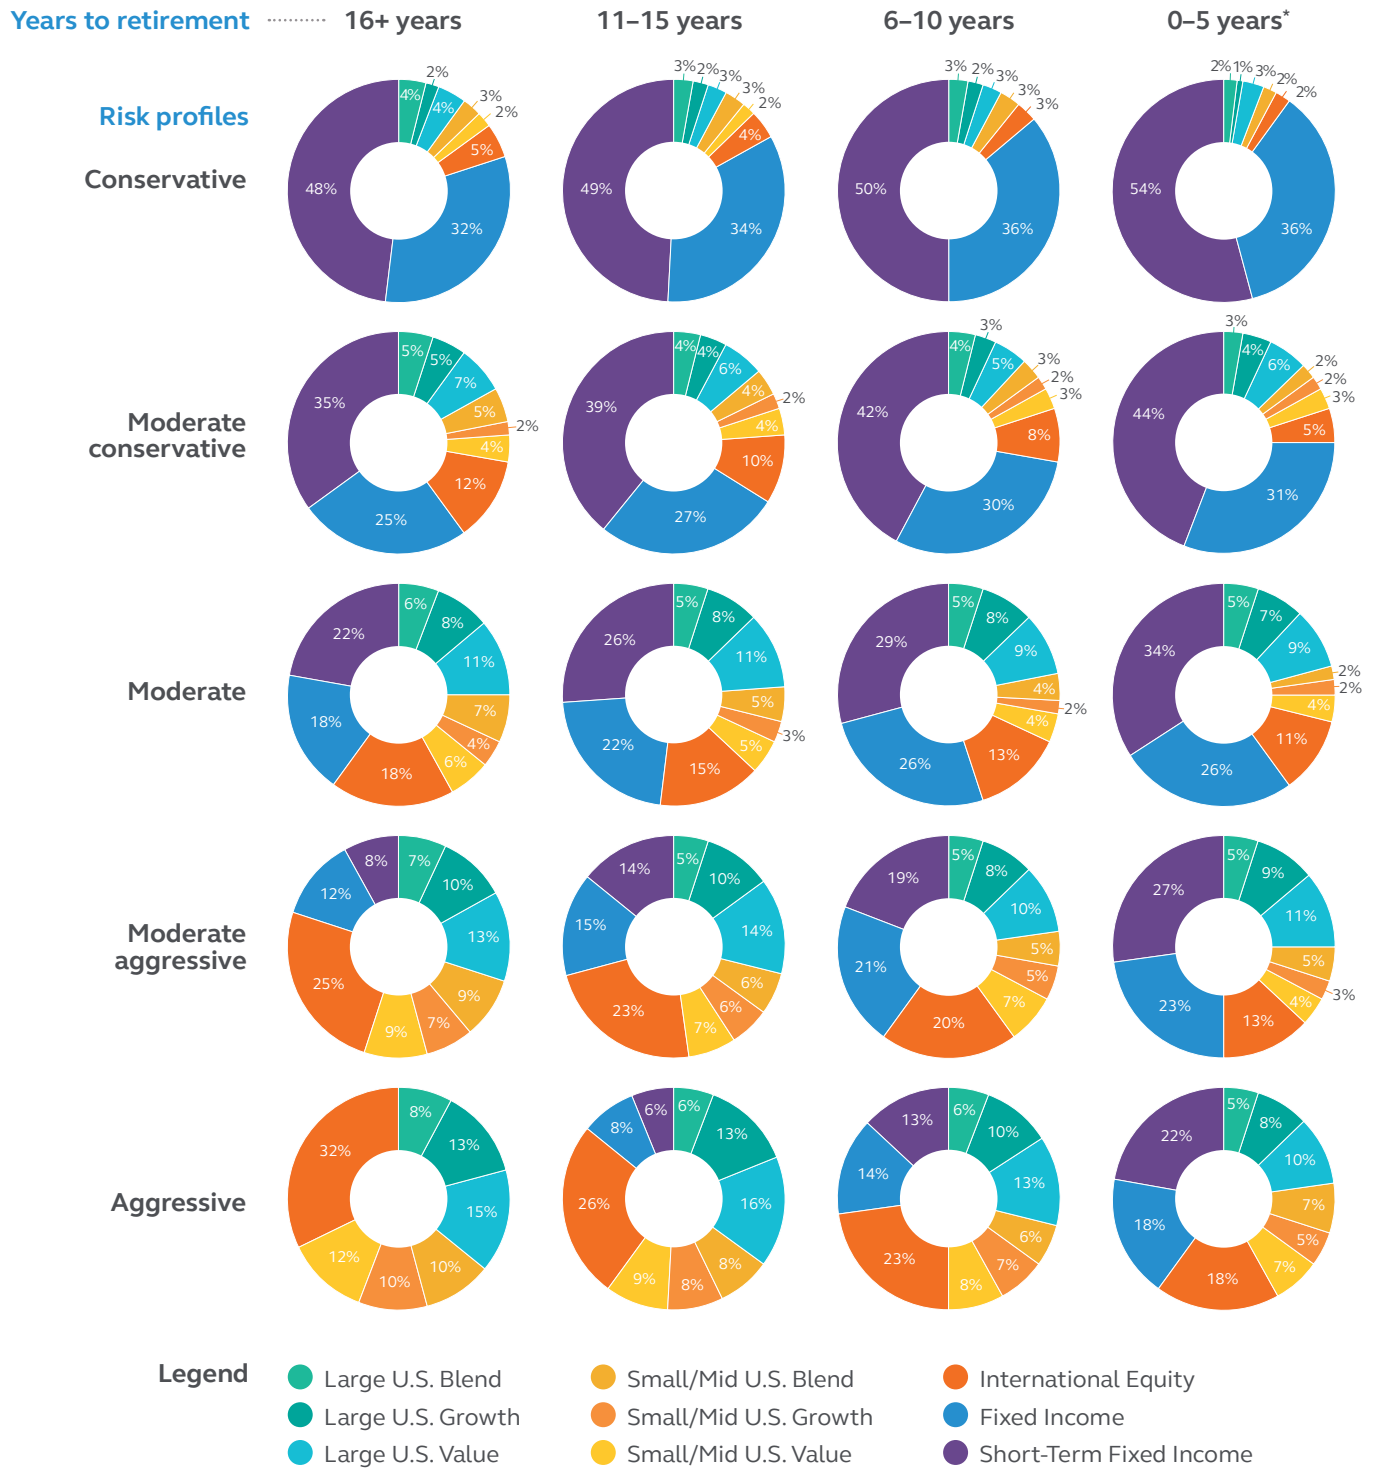 Years to retirement ·········· 16+ years 11–15 years 6–10 years 0–5 years*
Risk profiles
Conservative
4% 2% 4% 3% 2% 5% 32% 48%
3% 2% 3% 3% 2% 4% 34% 49%
3% 2% 3% 3% 3% 36% 50%
2% 1% 3% 2% 2% 36% 54%
Moderate
conservative
5% 5% 7% 5% 2% 4% 12% 25% 35%
4% 4% 6% 4% 2% 4% 10% 27% 39%
4% 3% 5% 3% 2% 3% 8% 30% 42%
3% 4% 6% 2% 2% 3% 5% 31% 44%
Moderate
6% 8% 11% 7% 4% 6% 18% 18% 22%
5% 8% 11% 5% 3% 5% 15% 22% 26%
5% 8% 9% 4% 2% 4% 13% 26% 29%
5% 7% 9% 2% 2% 4% 11% 26% 34%
Moderate
aggressive
7% 10% 13% 9% 7% 9% 25% 12% 8%
5% 10% 14% 6% 6% 7% 23% 15% 14%
5% 8% 10% 5% 5% 7% 20% 21% 19%
5% 9% 11% 5% 3% 4% 13% 23% 27%
Aggressive
8% 13% 15% 10% 10% 12% 32%
6% 13% 16% 8% 8% 9% 26% 8% 6%
6% 10% 13% 6% 7% 8% 23% 14% 13%
5% 8% 10% 7% 5% 7% 18% 18% 22%
Legend
Large U.S. Blend
Large U.S. Growth
Large U.S. Value
Small/Mid U.S. Blend
Small/Mid U.S. Growth
Small/Mid U.S. Value
International Equity
Fixed Income
Short-Term Fixed Income